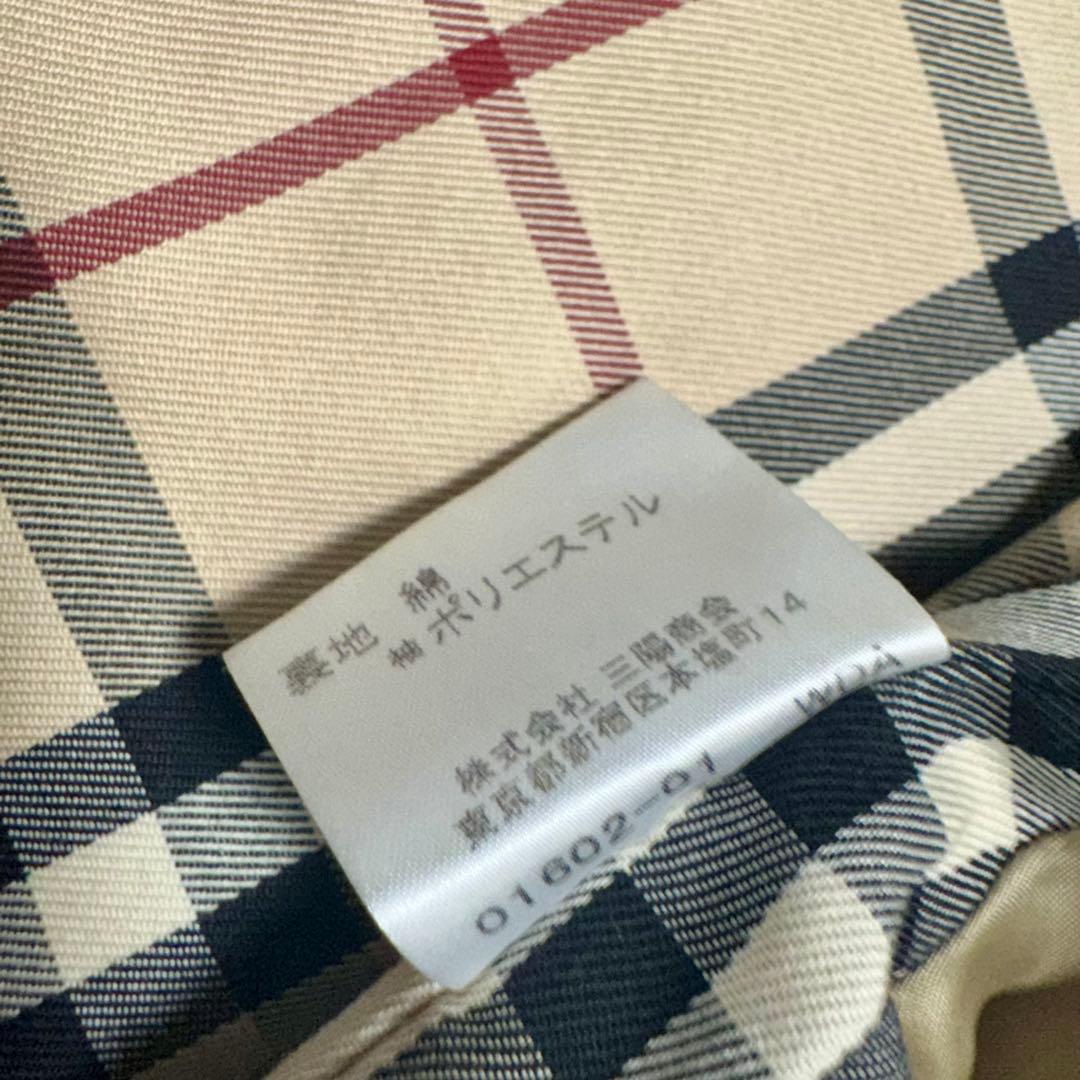 裏地 綿
袖 ポリエステル
株式会社 三陽商会
東京都新宿区本塩町14
01602-01